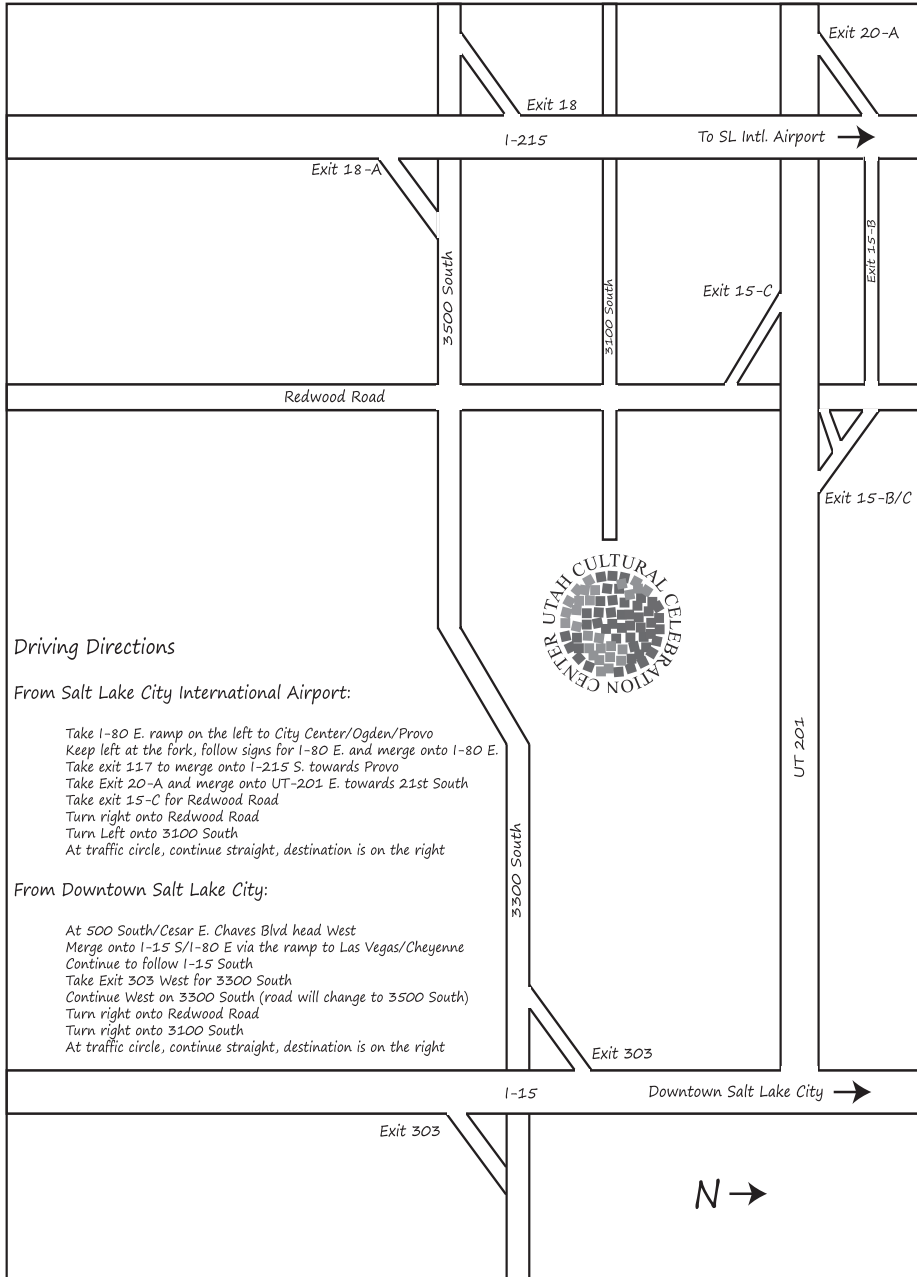 Exit 20-A
Exit 18
I-215
To SL Intl. Airport
Exit 18-A
3500 South
3100 South
Exit 15-C
Exit 15-B
Redwood Road
Exit 15-B/C
UTAH CULTURAL CELEBRATION CENTER
Driving Directions
From Salt Lake City International Airport:
Take I-80 E. ramp on the left to City Center/Ogden/Provo
Keep left at the fork, follow signs for I-80 E. and merge onto I-80 E.
Take exit 117 to merge onto I-215 S. towards Provo
Take Exit 20-A and merge onto UT-201 E. towards 21st South
Take exit 15-C for Redwood Road
Turn right onto Redwood Road
Turn Left onto 3100 South
At traffic circle, continue straight, destination is on the right
UT 201
3300 South
From Downtown Salt Lake City:
At 500 South/Cesar E. Chaves Blvd head West
Merge onto I-15 S/I-80 E via the ramp to Las Vegas/Cheyenne
Continue to follow I-15 South
Take Exit 303 West for 3300 South
Continue West on 3300 South (road will change to 3500 South)
Turn right onto Redwood Road
Turn right onto 3100 South
At traffic circle, continue straight, destination is on the right
Exit 303
I-15
Downtown Salt Lake City
Exit 303
N